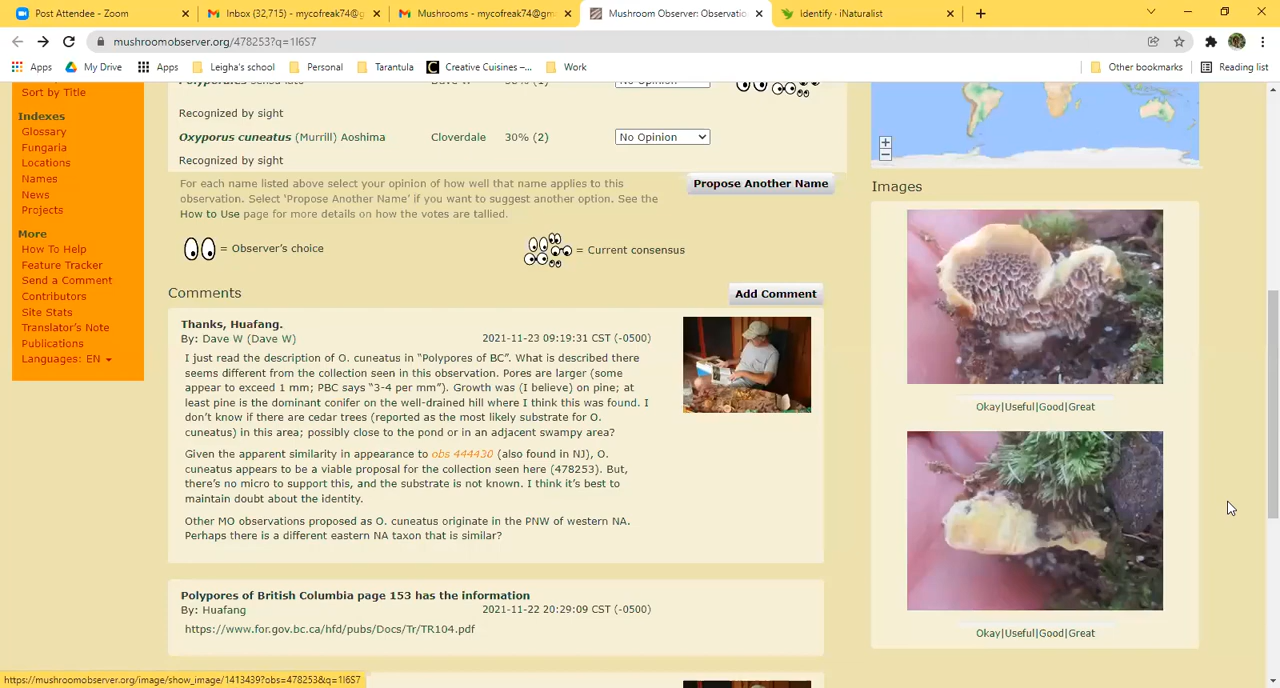 Post Attendee - Zoom
Inbox (32,715) - mycofreak74@g
Mushrooms - mycofreak74@gm
Mushroom Observer: Observatio
Identify · iNaturalist
mushroomobserver.org/478253?q=1I6S7
Apps
My Drive
Apps
Leigha's school
Personal
Tarantula
Creative Cuisines –...
Work
Other bookmarks
Reading list
Sort by Title
Indexes
Glossary
Fungaria
Locations
Names
News
Projects
More
How To Help
Feature Tracker
Send a Comment
Contributors
Site Stats
Translator's Note
Publications
Languages: EN
Recognized by sight
Oxyporus cuneatus (Murrill) Aoshima
Cloverdale
30% (2)
No Opinion
Recognized by sight
For each name listed above select your opinion of how well that name applies to this
observation. Select 'Propose Another Name' if you want to suggest another option. See the
How to Use page for more details on how the votes are tallied.
Propose Another Name
= Observer's choice
= Current consensus
Comments
Add Comment
Thanks, Huafang.
By: Dave W (Dave W)
2021-11-23 09:19:31 CST (-0500)
I just read the description of O. cuneatus in “Polypores of BC”. What is described there
seems different from the collection seen in this observation. Pores are larger (some
appear to exceed 1 mm; PBC says “3-4 per mm”). Growth was (I believe) on pine; at
least pine is the dominant conifer on the well-drained hill where I think this was found. I
don’t know if there are cedar trees (reported as the most likely substrate for O.
cuneatus) in this area; possibly close to the pond or in an adjacent swampy area?
Given the apparent similarity in appearance to obs 444430 (also found in NJ), O.
cuneatus appears to be a viable proposal for the collection seen here (478253). But,
there’s no micro to support this, and the substrate is not known. I think it’s best to
maintain doubt about the identity.
Other MO observations proposed as O. cuneatus originate in the PNW of western NA.
Perhaps there is a different eastern NA taxon that is similar?
Polypores of British Columbia page 153 has the information
By: Huafang
2021-11-22 20:29:09 CST (-0500)
https://www.for.gov.bc.ca/hfd/pubs/Docs/Tr/TR104.pdf
Images
Okay|Useful|Good|Great
Okay|Useful|Good|Great
https://mushroomobserver.org/image/show_image/1413439?obs=478253&q=1I6S7